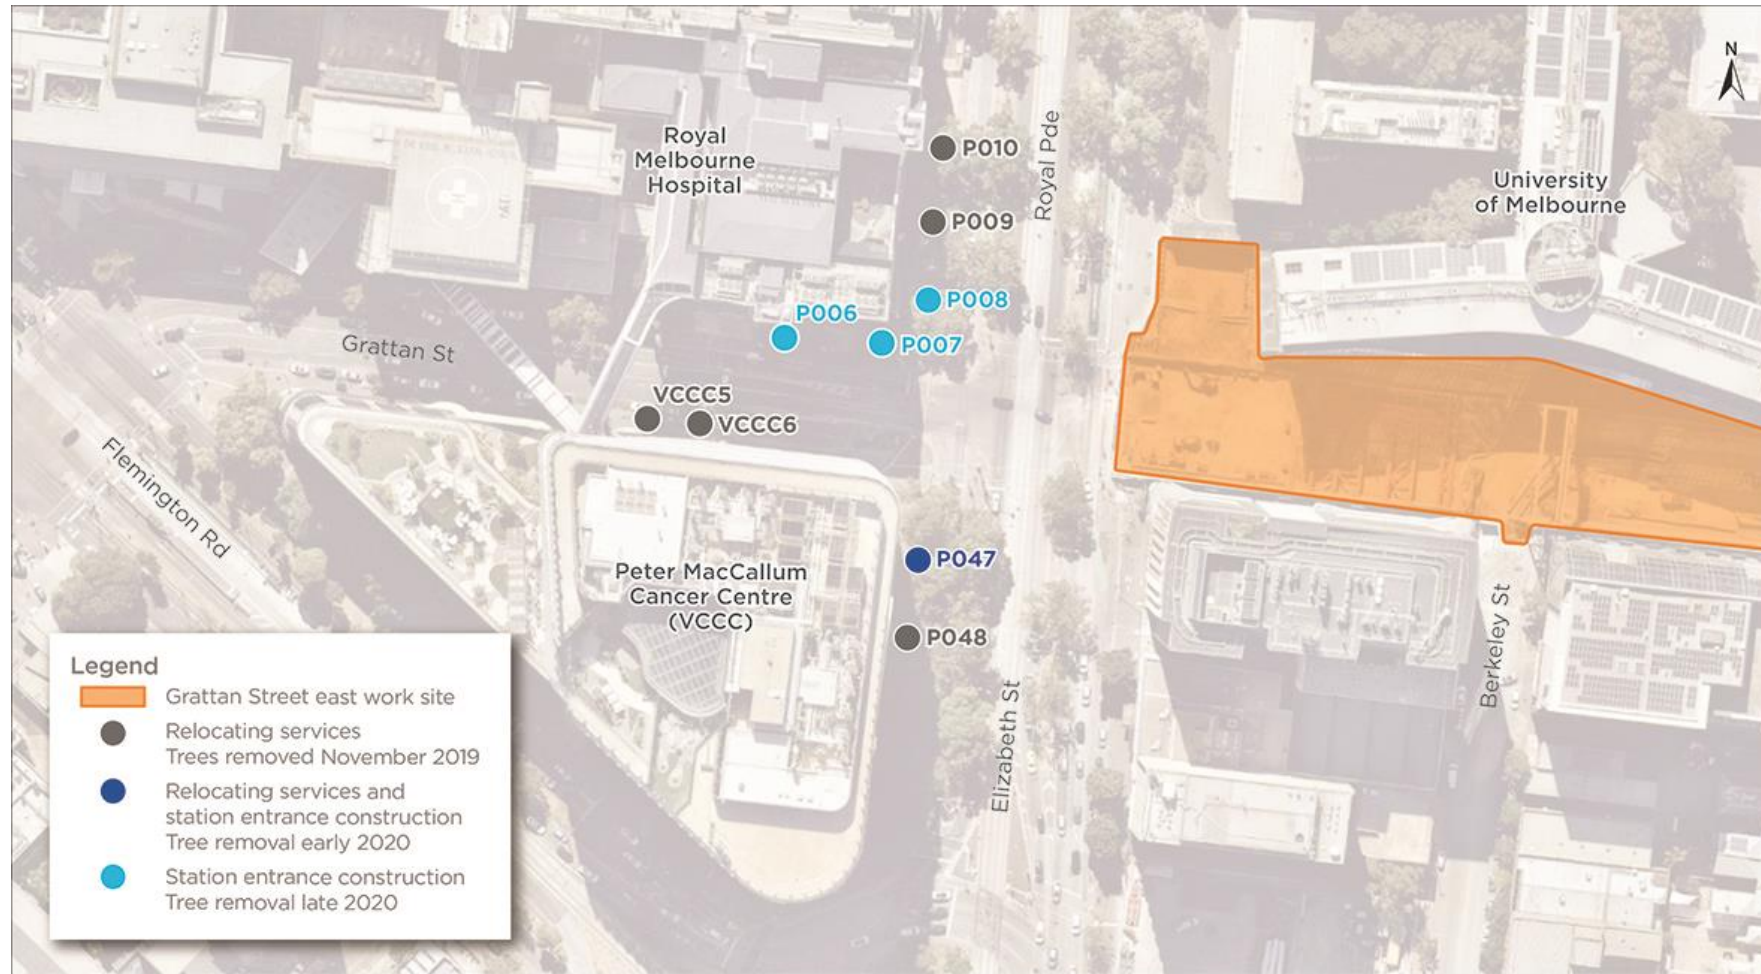 N
Royal
Melbourne
Hospital
P010
Royal Pde
University
of Melbourne
P009
P008
P006
P007
Grattan St
VCCC5
VCCC6
Flemington Rd
P047
Peter MacCallum
Cancer Centre
(VCCC)
P048
Berkeley St
Elizabeth St
Legend
Grattan Street east work site
Relocating services
Trees removed November 2019
Relocating services and
station entrance construction
Tree removal early 2020
Station entrance construction
Tree removal late 2020